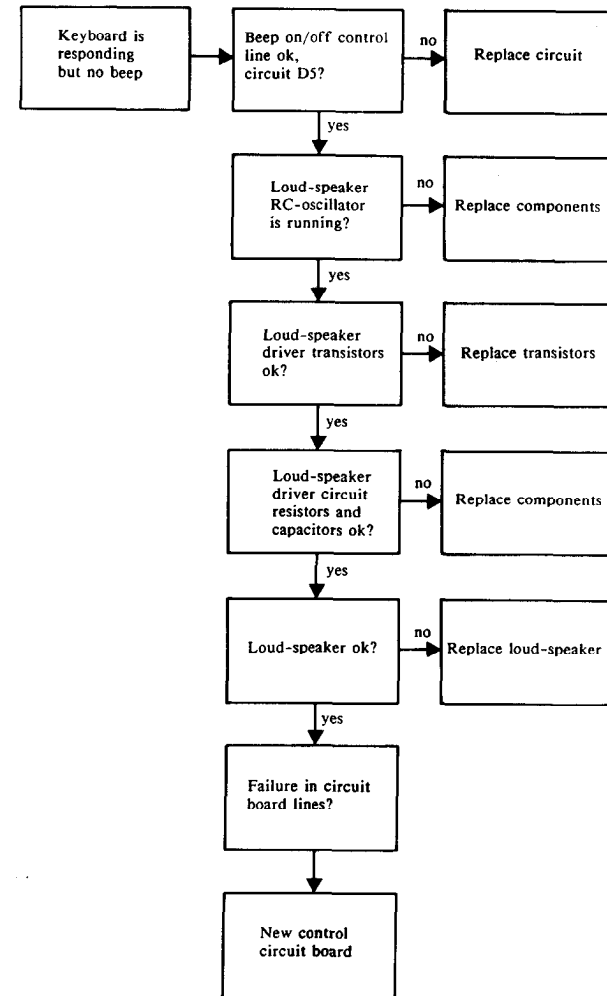 Keyboard is
responding
but no beep
Beep on/off control
line ok,
circuit D5?
no
Replace circuit
yes
Loud-speaker
RC-oscillator
is running?
no
Replace components
yes
Loud-speaker
driver transistors
ok?
no
Replace transistors
yes
Loud-speaker
driver circuit
resistors and
capacitors ok?
no
Replace components
yes
Loud-speaker ok?
no
Replace loud-speaker
yes
Failure in circuit
board lines?
New control
circuit board